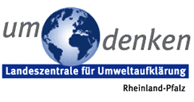 um denken
Landeszentrale für Umweltaufklärung
Rheinland-Pfalz